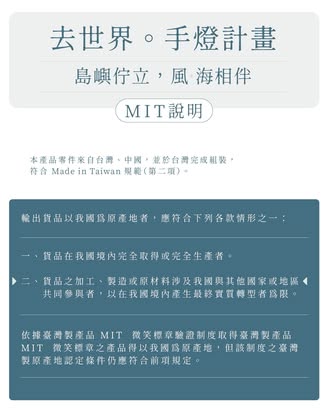 去世界。手燈計畫
島嶼佇立，風 海相伴
MIT說明
本產品零件來自台灣、中國，並於台灣完成組裝，
符合 Made in Taiwan 規範(第二項)。
輸出貨品以我國為原產地者，應符合下列各款情形之一：
一、貨品在我國境內完全取得或完全生產者。
二、貨品之加工、製造或原材料涉及我國與其他國家或地區
共同參與者，以在我國境內產生最終實質轉型者為限。
依據臺灣製產品 MIT 微笑標章驗證制度取得臺灣製產品
MIT 微笑標章之產品得以我國為原產地，但該制度之臺灣
製原產地認定條件仍應符合前項規定。